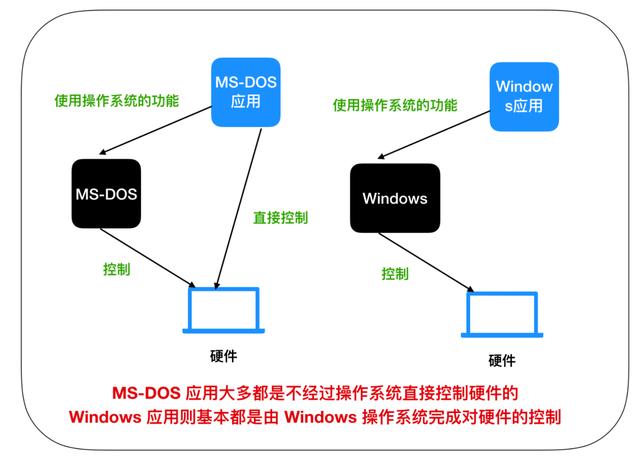 MS-DOS
应用
使用操作系统的功能
MS-DOS
直接控制
控制
硬件
Window
s应用
使用操作系统的功能
Windows
控制
硬件
MS-DOS 应用大多都是不经过操作系统直接控制硬件的
Windows 应用则基本都是由 Windows 操作系统完成对硬件的控制